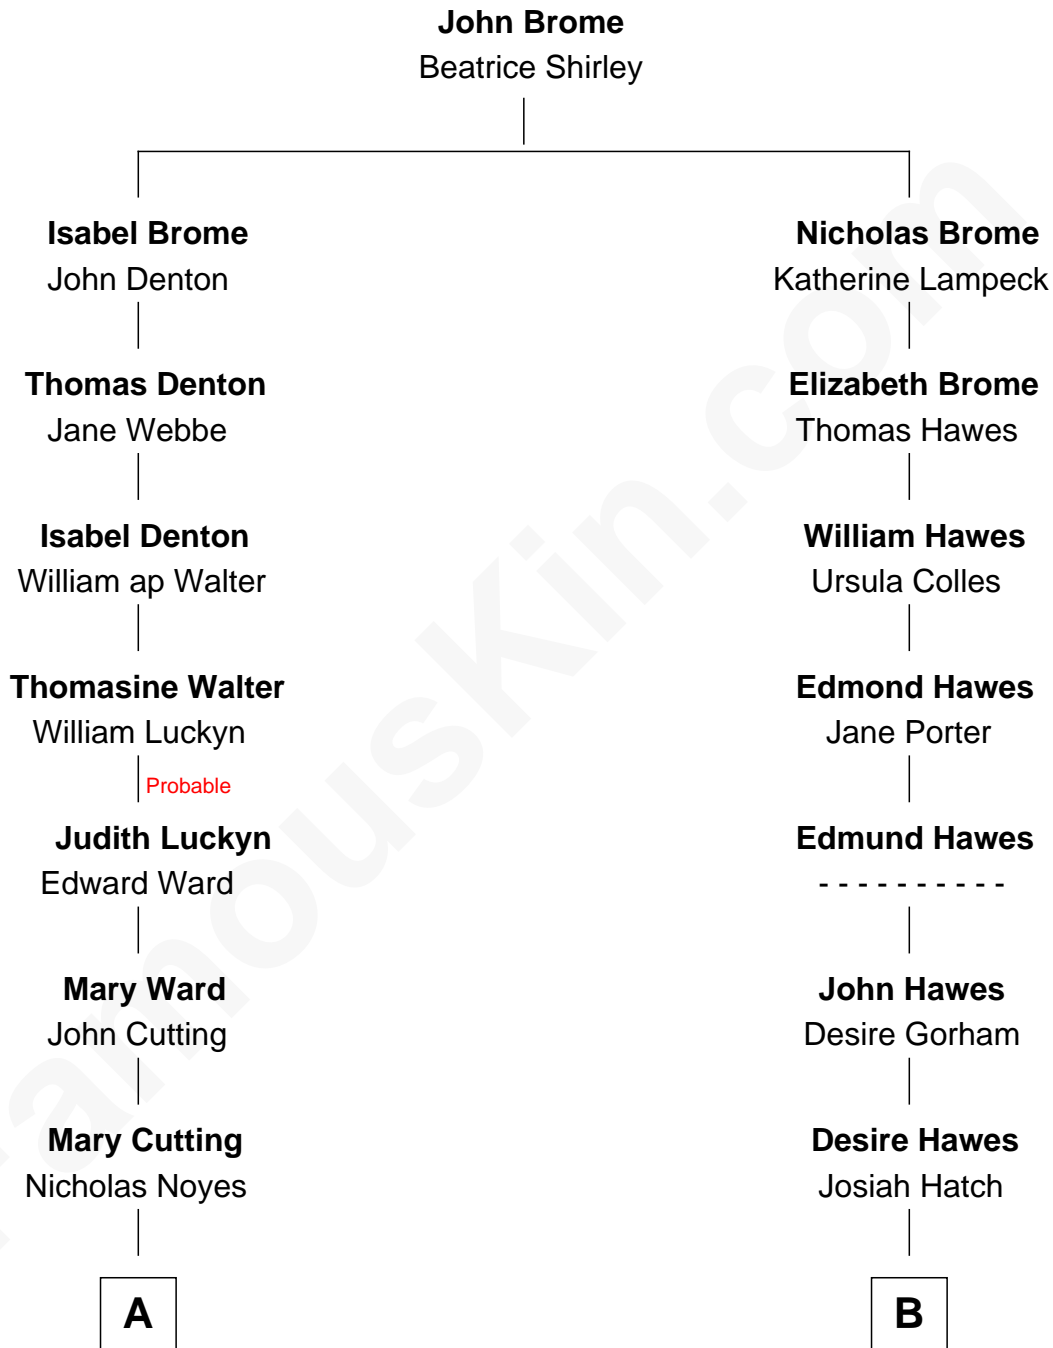 John Brome
Beatrice Shirley
Isabel Brome
John Denton
Nicholas Brome
Katherine Lampeck
Thomas Denton
Jane Webbe
Elizabeth Brome
Thomas Hawes
Isabel Denton
William ap Walter
William Hawes
Ursula Colles
Thomasine Walter
William Luckyn
Edmond Hawes
Jane Porter
Probable
Judith Luckyn
Edward Ward
Edmund Hawes
- - - - - - - - - -
Mary Ward
John Cutting
John Hawes
Desire Gorham
Mary Cutting
Nicholas Noyes
Desire Hawes
Josiah Hatch
A
B
FamousKin.com